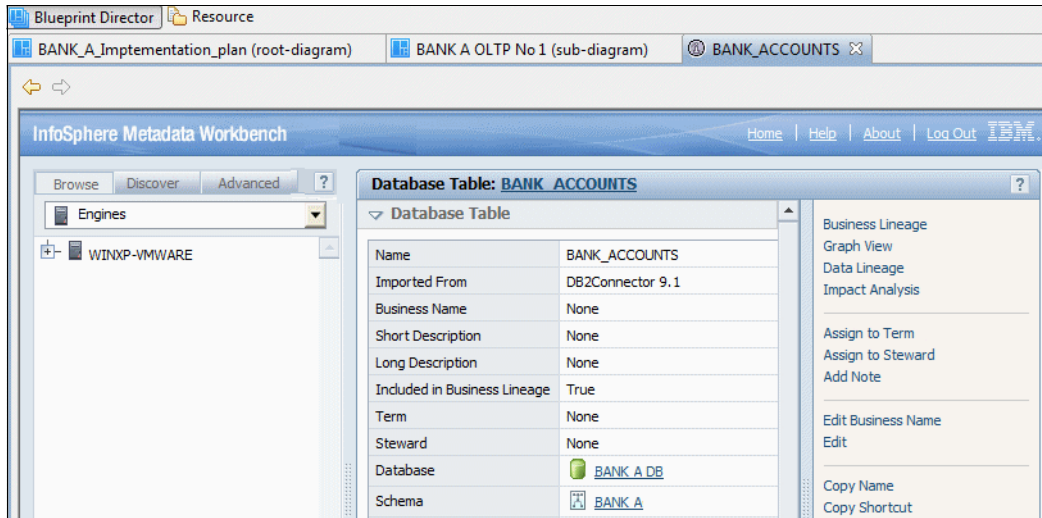 Blueprint Director Resource
BANK_A_Imptementation_plan (root-diagram) BANK A OLTP No 1 (sub-diagram) BANK_ACCOUNTS
InfoSphere Metadata Workbench Home | Help | About | Log Out IBM.
Browse Discover Advanced ?
Engines
WINXP-VMWARE
Database Table: BANK_ACCOUNTS ?
Database Table
Name BANK_ACCOUNTS
Imported From DB2Connector 9.1
Business Name None
Short Description None
Long Description None
Included in Business Lineage True
Term None
Steward None
Database BANK A DB
Schema BANK A
Business Lineage
Graph View
Data Lineage
Impact Analysis
Assign to Term
Assign to Steward
Add Note
Edit Business Name
Edit
Copy Name
Copy Shortcut